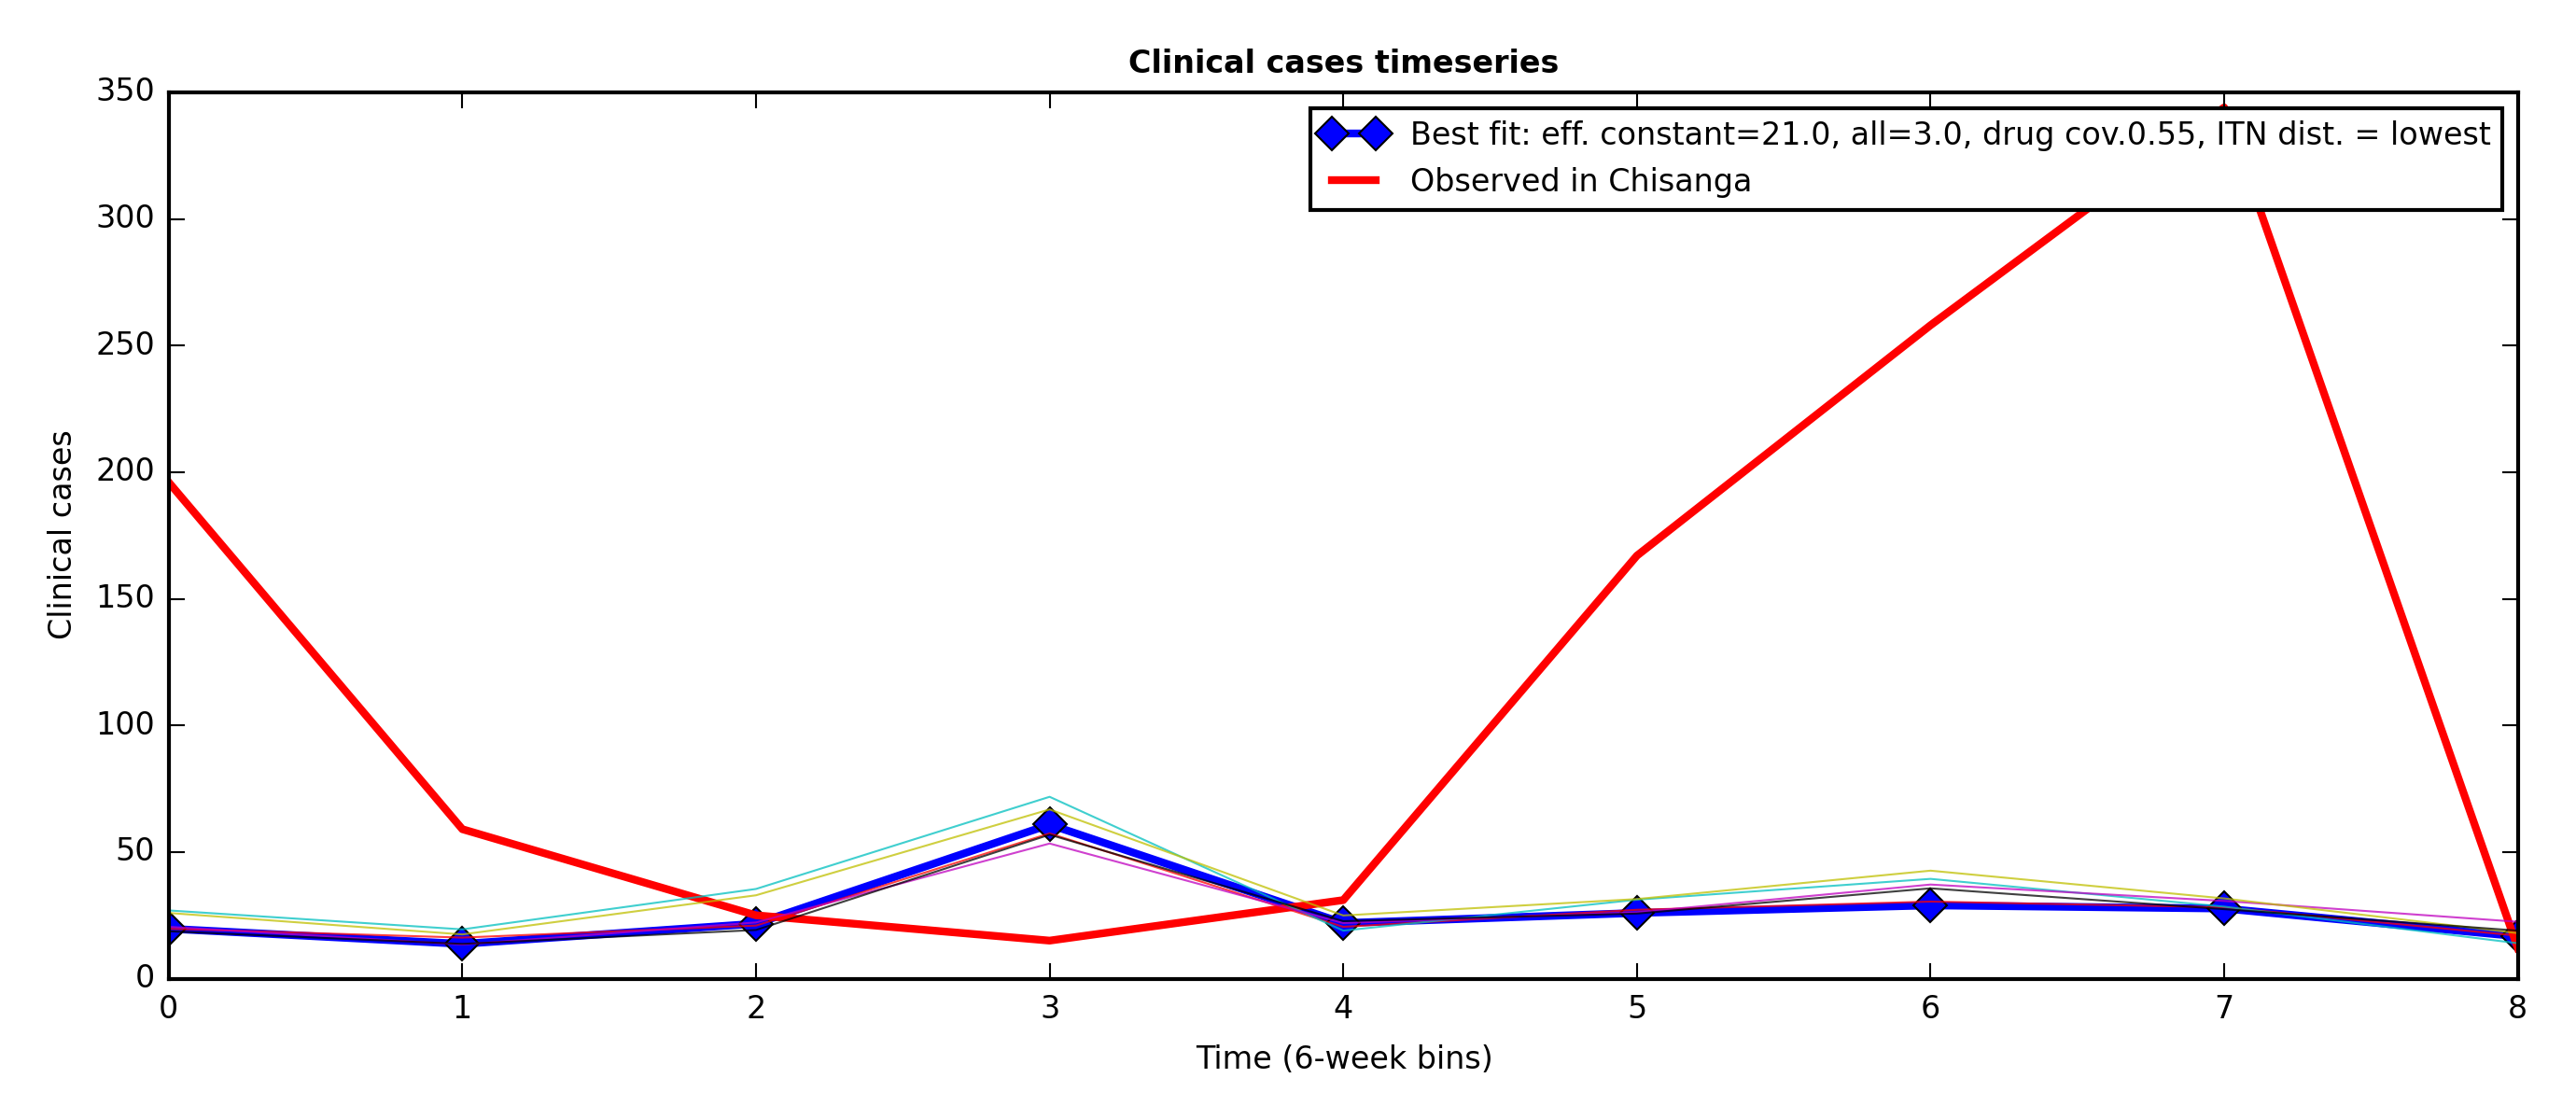 Clinical cases timeseries
350
300
250
200
150
100
50
0
Clinical cases
Best fit: eff. constant=21.0, all=3.0, drug cov.0.55, ITN dist. = lowest
Observed in Chisanga
0 1 2 3 4 5 6 7 8
Time (6-week bins)